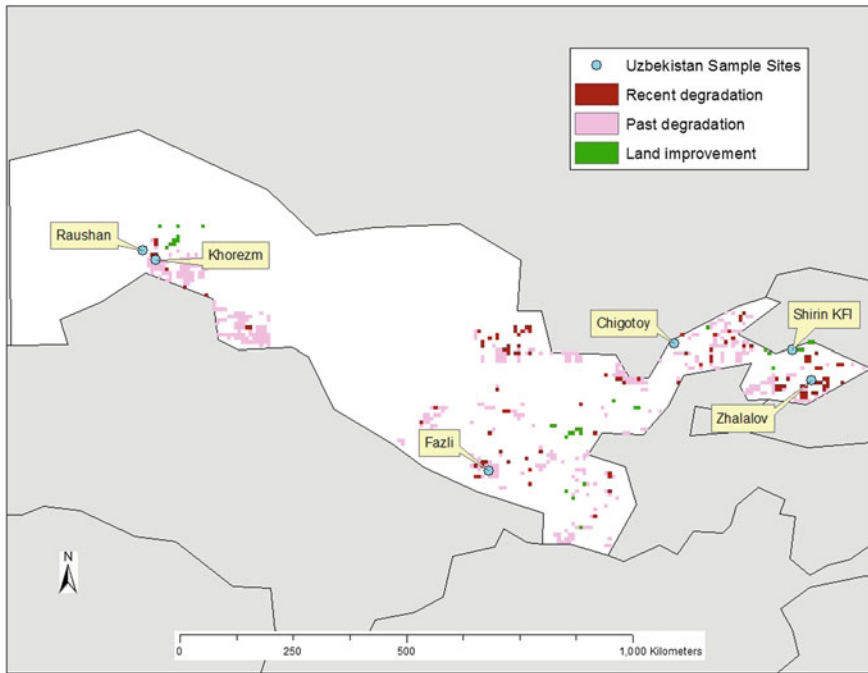 Uzbekistan Sample Sites
Recent degradation
Past degradation
Land improvement
Raushan
Khorezm
Chigotoy
Shirin KFI
Zhalalov
Fazli
N
0 250 500 1,000 Kilometers